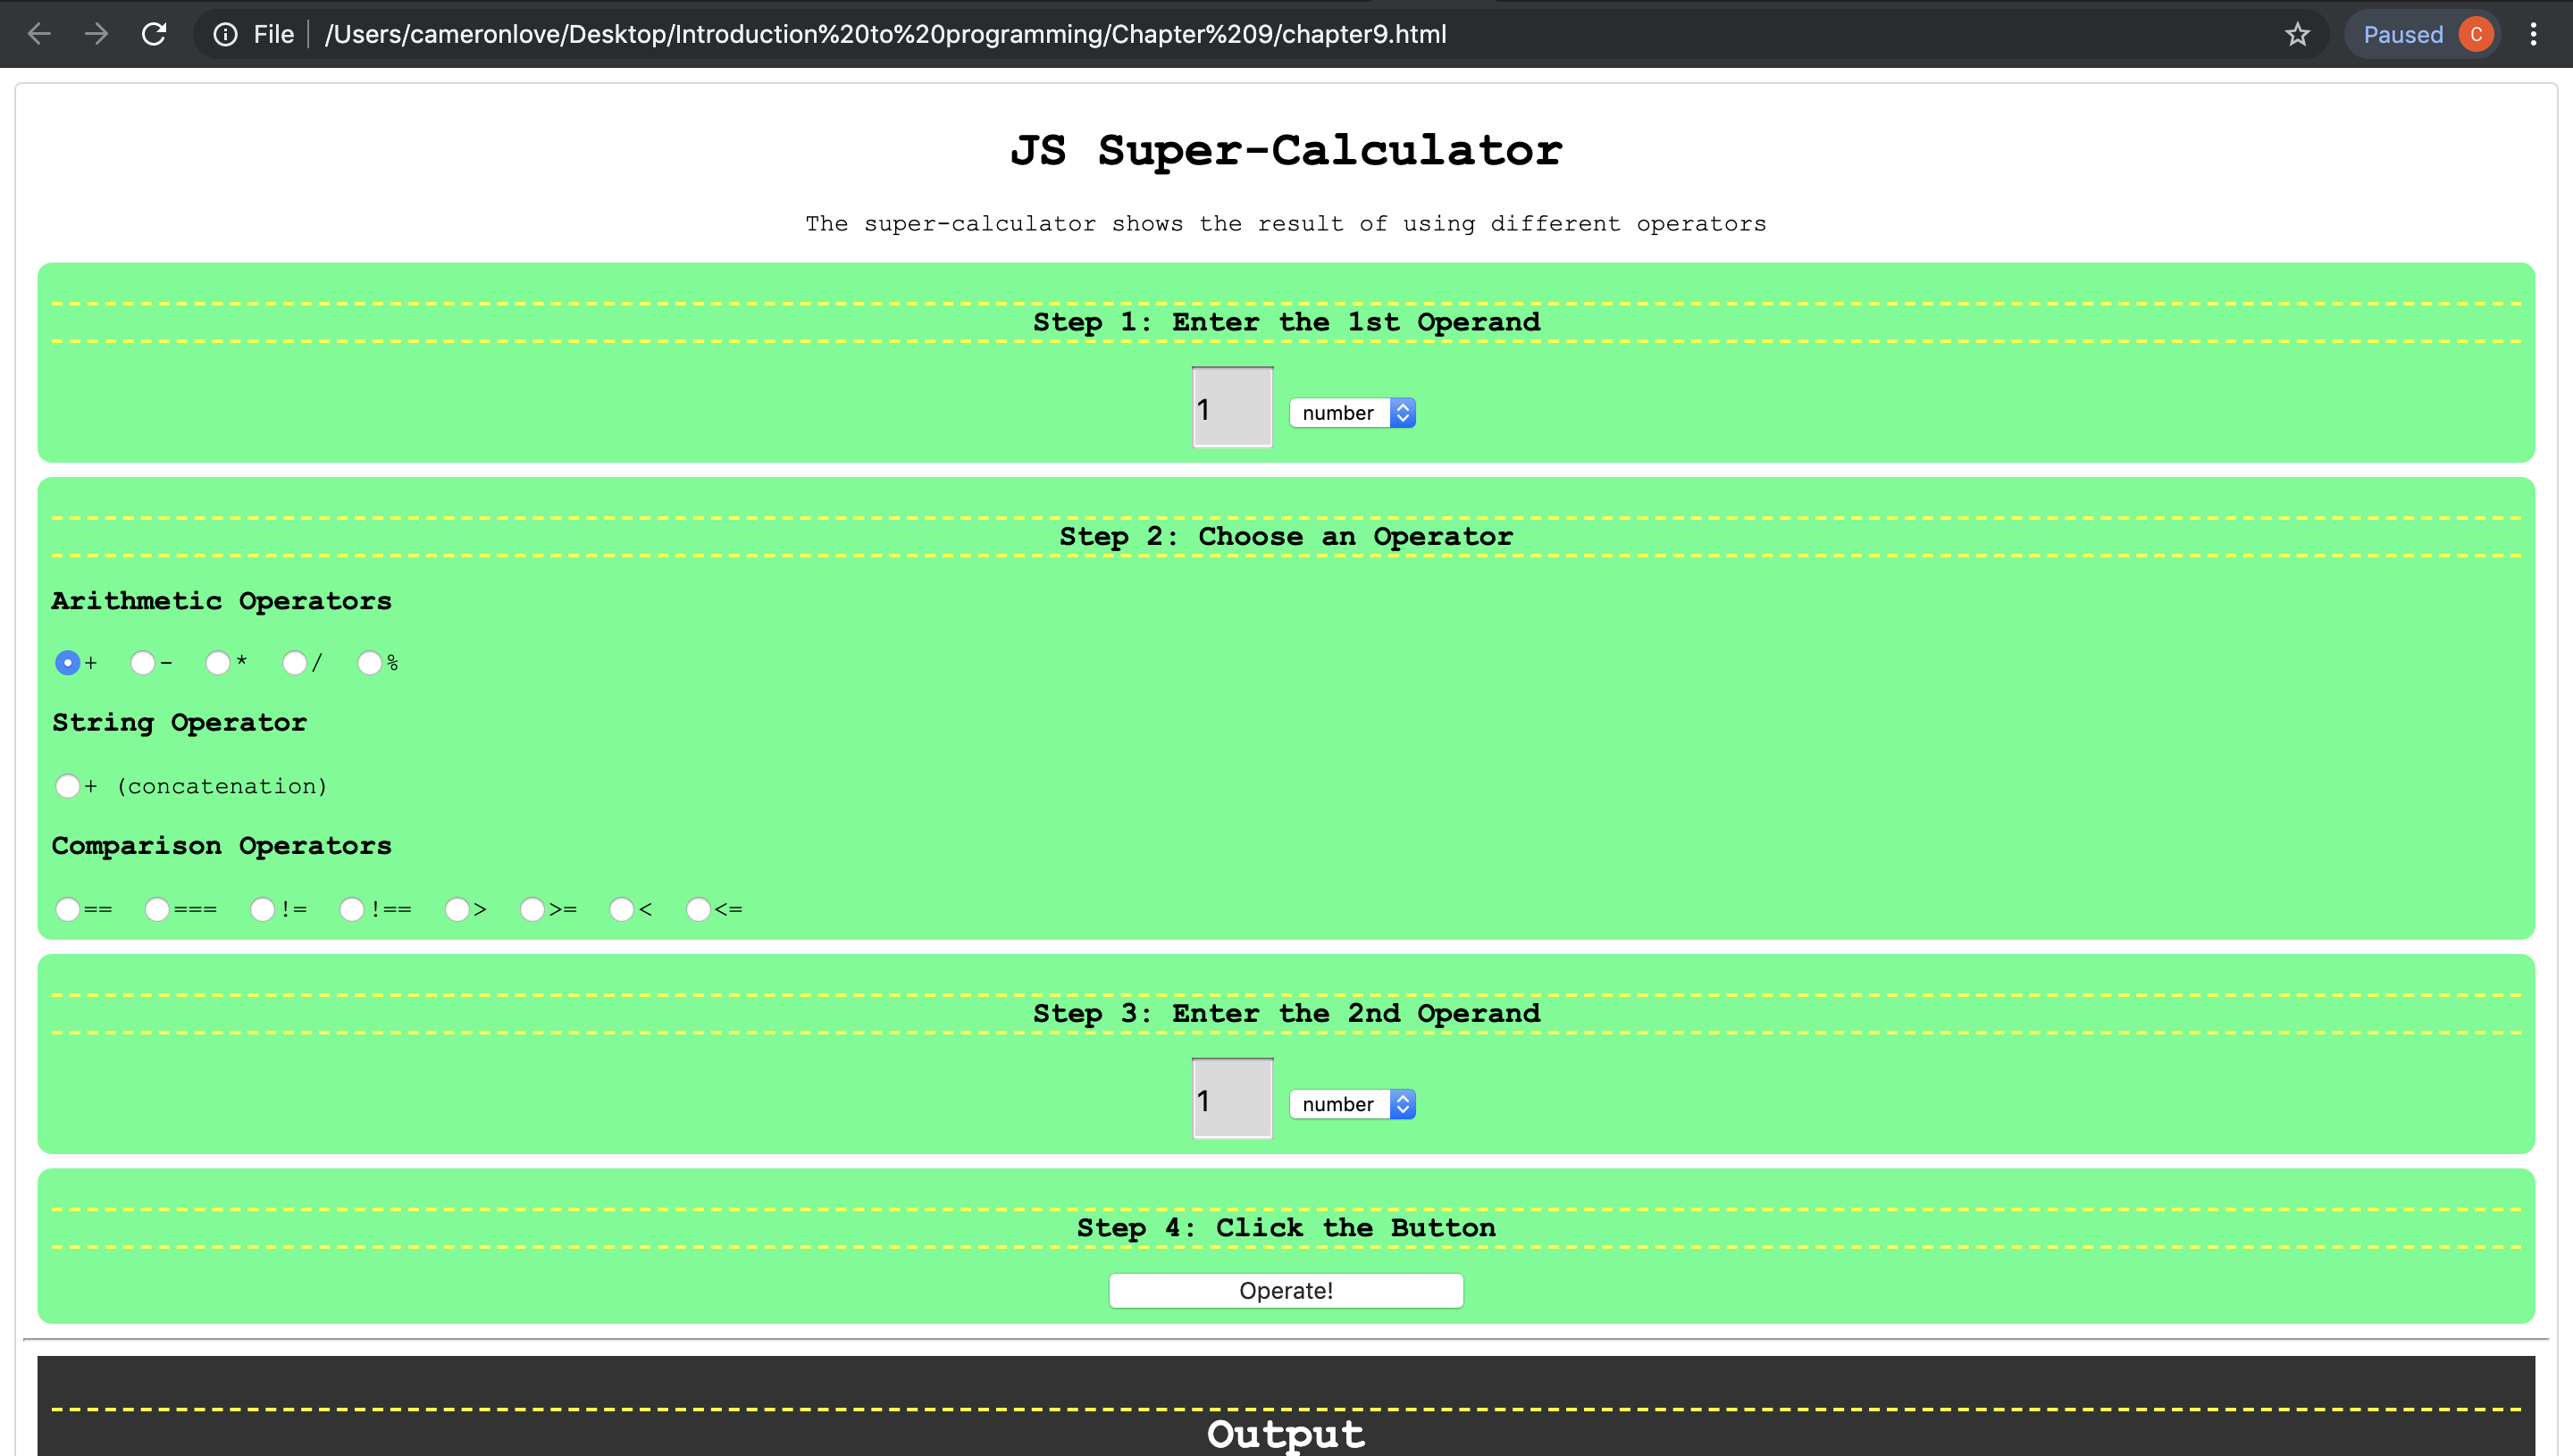 File /Users/cameronlove/Desktop/Introduction%20to%20programming/Chapter%209/chapter9.html Paused C
JS Super-Calculator
The super-calculator shows the result of using different operators
Step 1: Enter the 1st Operand
1 number
Step 2: Choose an Operator
Arithmetic Operators
+ - * / %
String Operator
+ (concatenation)
Comparison Operators
== === != !== > >= < <=
Step 3: Enter the 2nd Operand
1 number
Step 4: Click the Button
Operate!
Output